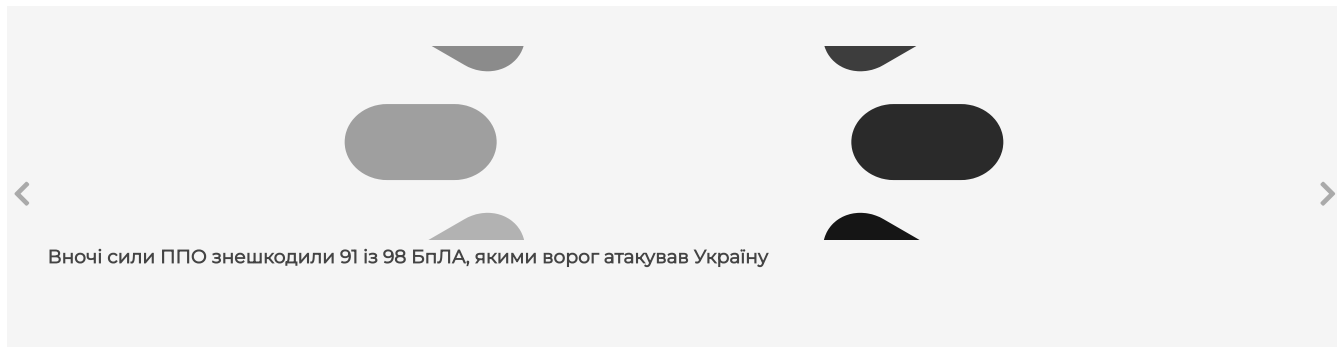 Вночі сили ППО знешкодили 91 із 98 БпЛА, якими ворог атакував Україну